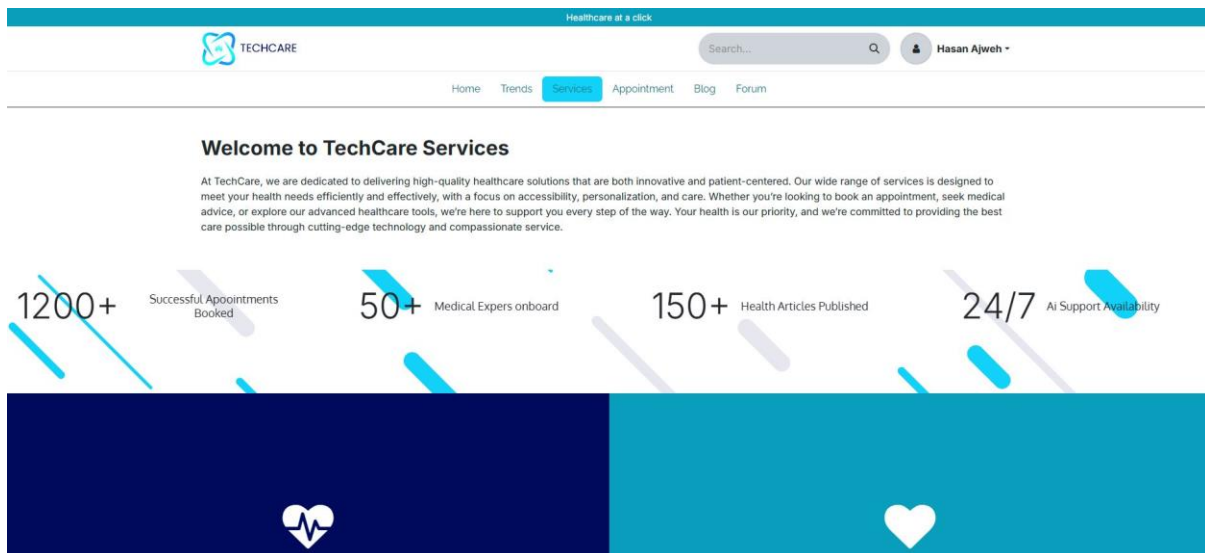 Healthcare at a click
TECHCARE
Search...
Hasan Ajweh
Home Trends Services Appointment Blog Forum
Welcome to TechCare Services
At TechCare, we are dedicated to delivering high-quality healthcare solutions that are both innovative and patient-centered. Our wide range of services is designed to
meet your health needs efficiently and effectively, with a focus on accessibility, personalization, and care. Whether you're looking to book an appointment, seek medical
advice, or explore our advanced healthcare tools, we're here to support you every step of the way. Your health is our priority, and we're committed to providing the best
care possible through cutting-edge technology and compassionate service.
1200+
Successful Apoointments
Booked
50+ Medical Expers onboard
150+ Health Articles Published
24/7 Ai Support Availability